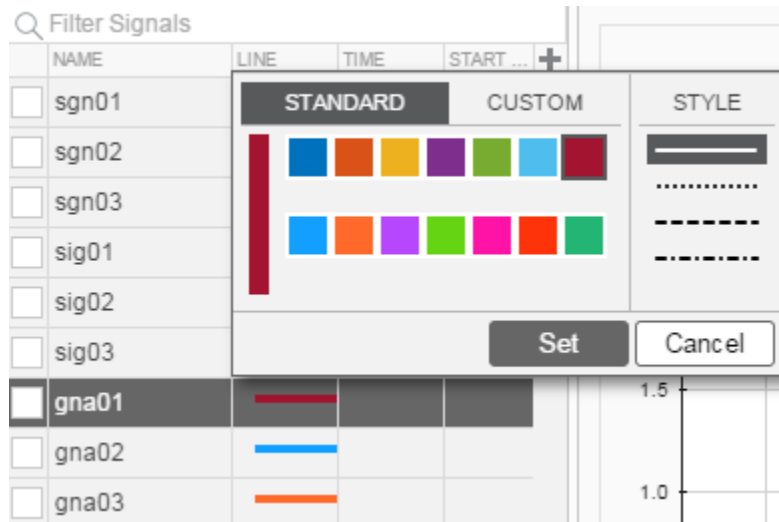 Filter Signals
NAME LINE TIME START ...
sgn01
sgn02
sgn03
sig01
sig02
sig03
gna01
gna02
gna03
STANDARD CUSTOM STYLE
Set Cancel
1.5
1.0